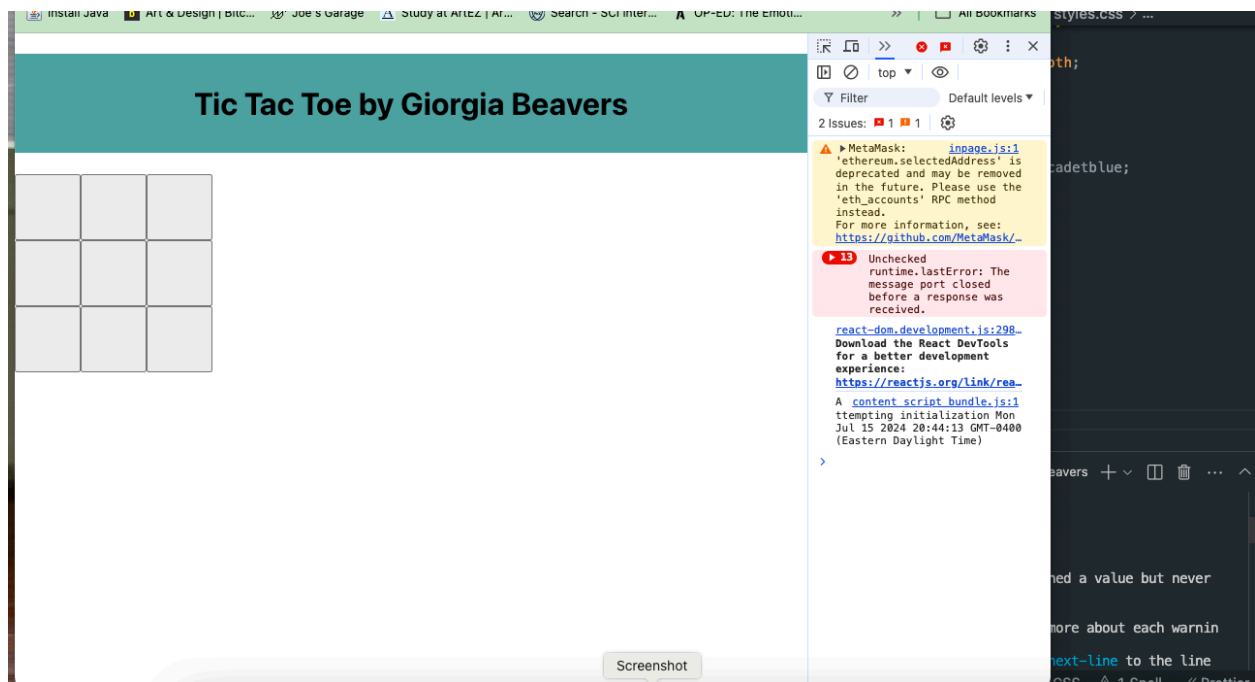 Install Java b Art & Design | Bitc... Joe's Garage Study at ArtEZ | Ar... Search - SCI Inter... OP-ED: The Emoti... » All Bookmarks
styles.css > ...
Tic Tac Toe by Giorgia Beavers
top
Filter Default levels
2 Issues: 1 1
MetaMask: inpage.js:1
'ethereum.selectedAddress' is
deprecated and may be removed
in the future. Please use the
'eth_accounts' RPC method
instead.
For more information, see:
https://github.com/MetaMask/…
13 Unchecked
runtime.lastError: The
message port closed
before a response was
received.
react-dom.development.js:298…
Download the React DevTools
for a better development
experience:
https://reactjs.org/link/rea…
A content script bundle.js:1
ttempting initialization Mon
Jul 15 2024 20:44:13 GMT-0400
(Eastern Daylight Time)
>
oth;
cadetblue;
eavers
ned a value but never
more about each warnin
next-line to the line
CSS 1 Spell Prettier
Screenshot